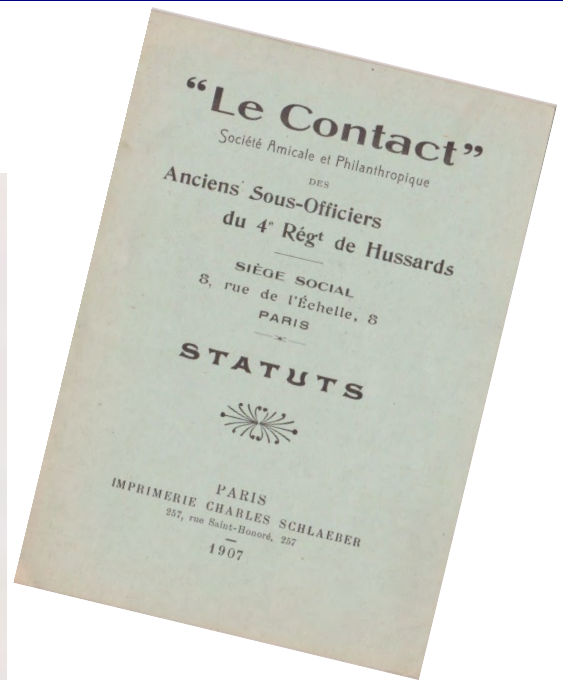 “Le Contact”
Société Amicale et Philanthropique
DES
Anciens Sous-Officiers
du 4e Régt de Hussards
SIÈGE SOCIAL
8, rue de l'Échelle, 8
PARIS
STATUTS
PARIS
IMPRIMERIE CHARLES SCHLAEBER
257, rue Saint-Honoré, 257
1907